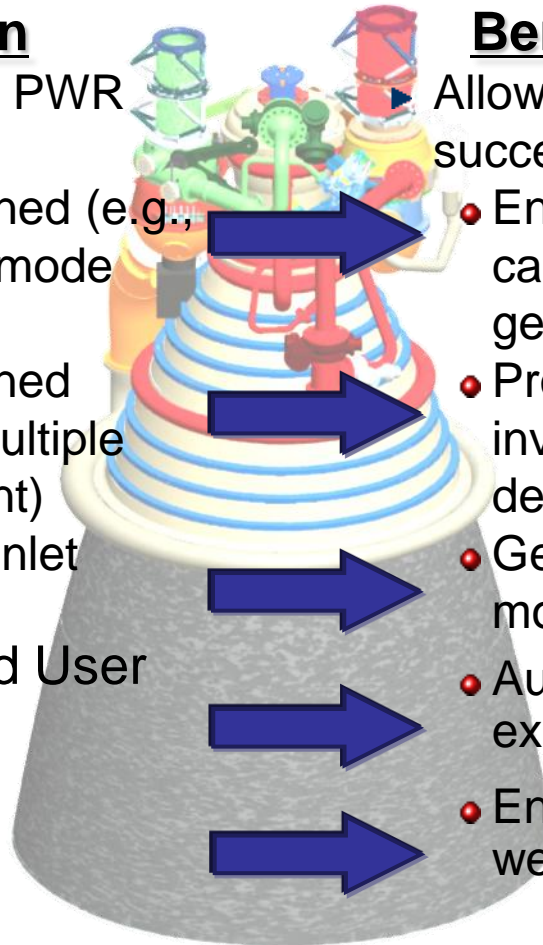 n
PWR
ned (e.g.,
mode
ned
ultiple
nt)
nlet
d User
Be
Allow
succe
En
ca
ge
Pr
inv
de
Ge
mo
Au
ex
En
we